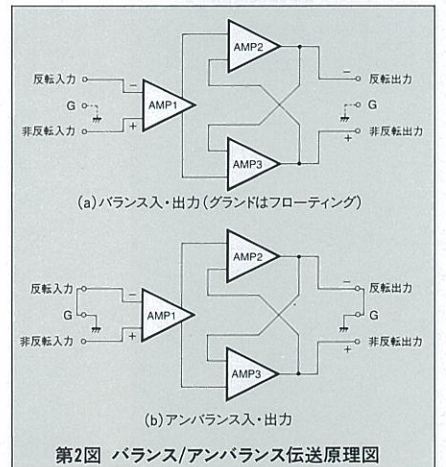 AMP2
反転入力 − − 反転出力
G AMP1 G
非反転入力 + + 非反転出力
AMP3
(a)バランス入・出力(グランドはフローティング)
AMP2
反転入力 − − 反転出力
G AMP1 G
非反転入力 + + 非反転出力
AMP3
(b)アンバランス入・出力
第2図 バランス/アンバランス伝送原理図